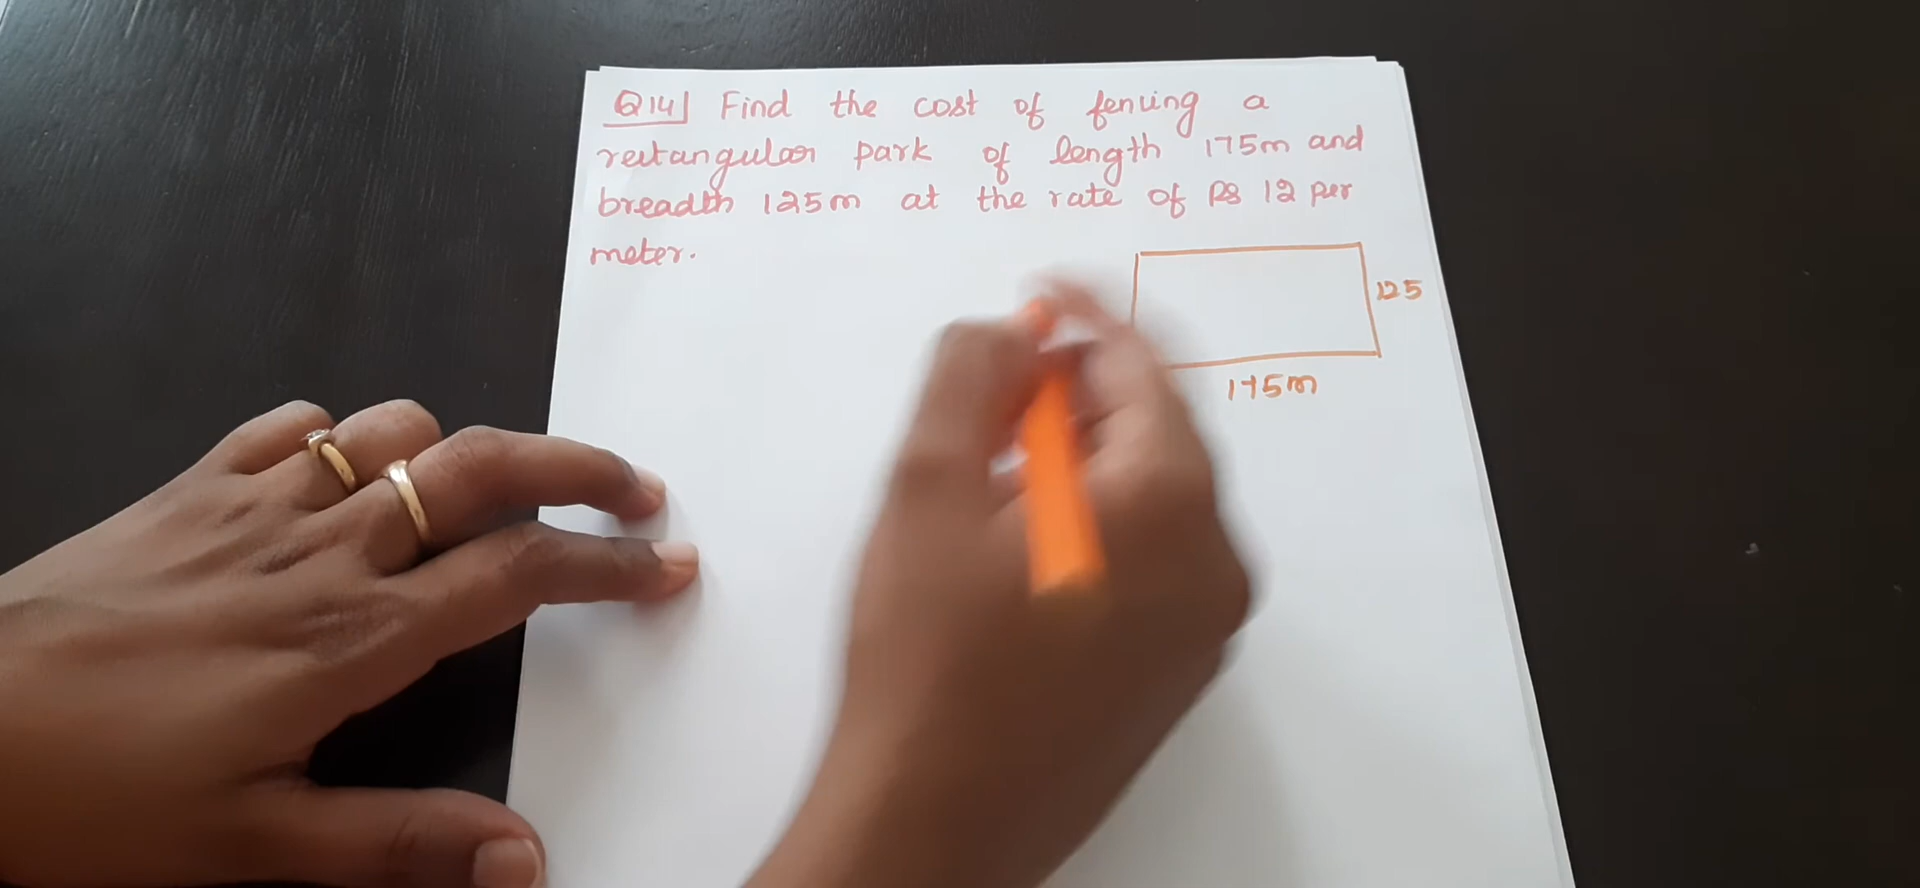 Q14] Find the cost of fencing a
rectangular park of length 175m and
breadth 125m at the rate of Rs 12 per
meter.
125
175m